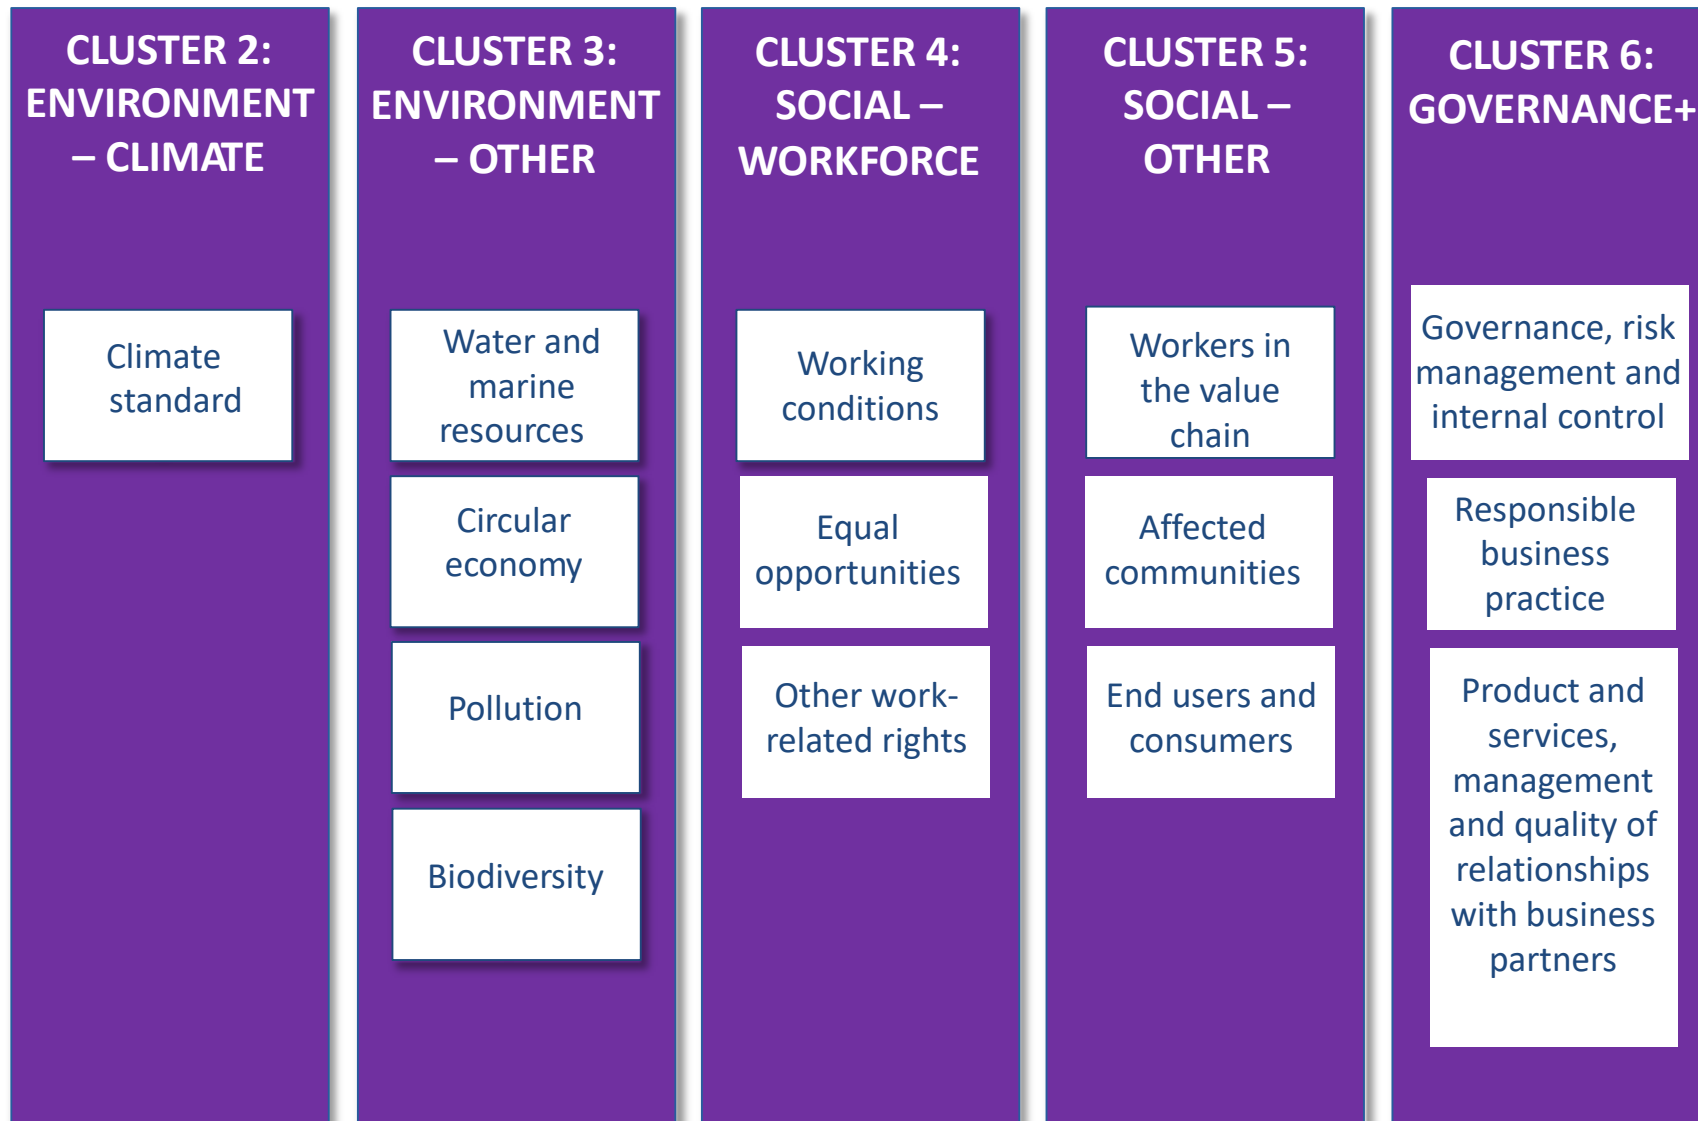 CLUSTER 2:
ENVIRONMENT
– CLIMATE
Climate
standard
CLUSTER 3:
ENVIRONMENT
– OTHER
Water and
marine
resources
Circular
economy
Pollution
Biodiversity
CLUSTER 4:
SOCIAL –
WORKFORCE
Working
conditions
Equal
opportunities
Other work-
related rights
CLUSTER 5:
SOCIAL –
OTHER
Workers in
the value
chain
Affected
communities
End users and
consumers
CLUSTER 6:
GOVERNANCE+
Governance, risk
management and
internal control
Responsible
business
practice
Product and
services,
management
and quality of
relationships
with business
partners